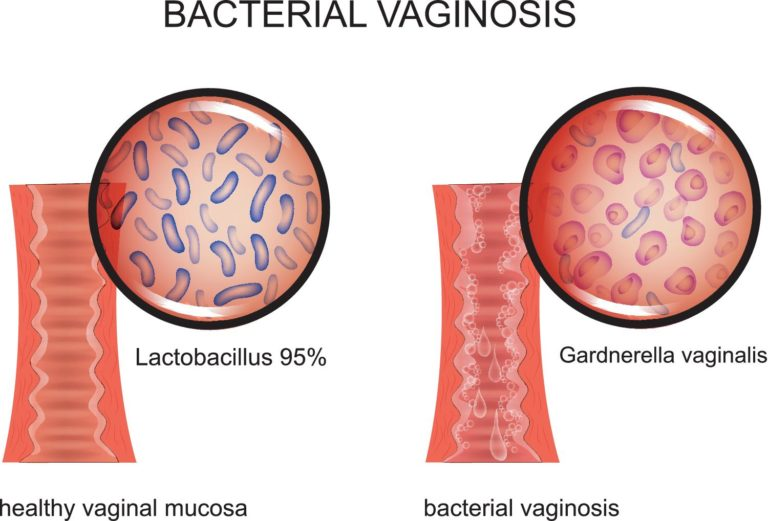 BACTERIAL VAGINOSIS
Lactobacillus 95%
Gardnerella vaginalis
healthy vaginal mucosa
bacterial vaginosis